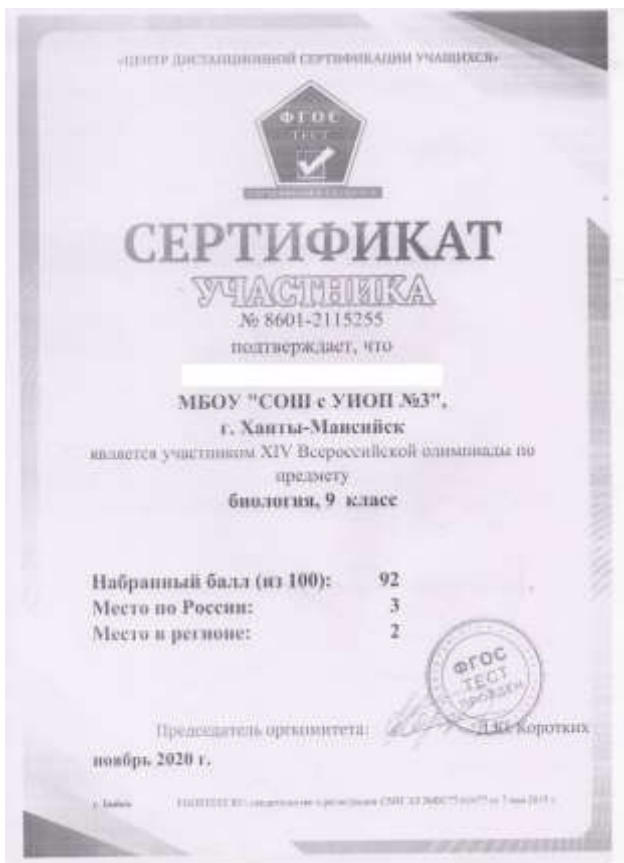 «ЦЕНТР ДИСТАНЦИОННОЙ СЕРТИФИКАЦИИ УЧАЩИХСЯ»
ФГОС
ТЕСТ
СЕРТИФИКАТ
УЧАСТНИКА
№ 8601-2115255
подтверждает, что
МБОУ "СОШ с УИОП №3",
г. Ханты-Мансийск
является участником XIV Всероссийской олимпиады по
предмету
биология, 9 класс
Набранный балл (из 100): 92
Место по России: 3
Место в регионе: 2
ФГОС
ТЕСТ
ПРОЙДЕН
Председатель оргкомитета: Коротких
ноябрь 2020 г.